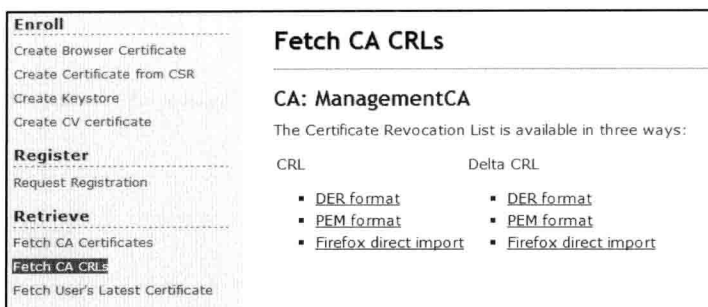 Enroll
Create Browser Certificate
Create Certificate from CSR
Create Keystore
Create CV certificate
Register
Request Registration
Retrieve
Fetch CA Certificates
Fetch CA CRLs
Fetch User's Latest Certificate
Fetch CA CRLs
CA: ManagementCA
The Certificate Revocation List is available in three ways:
CRL Delta CRL
▪ DER format ▪ DER format
▪ PEM format ▪ PEM format
▪ Firefox direct import ▪ Firefox direct import